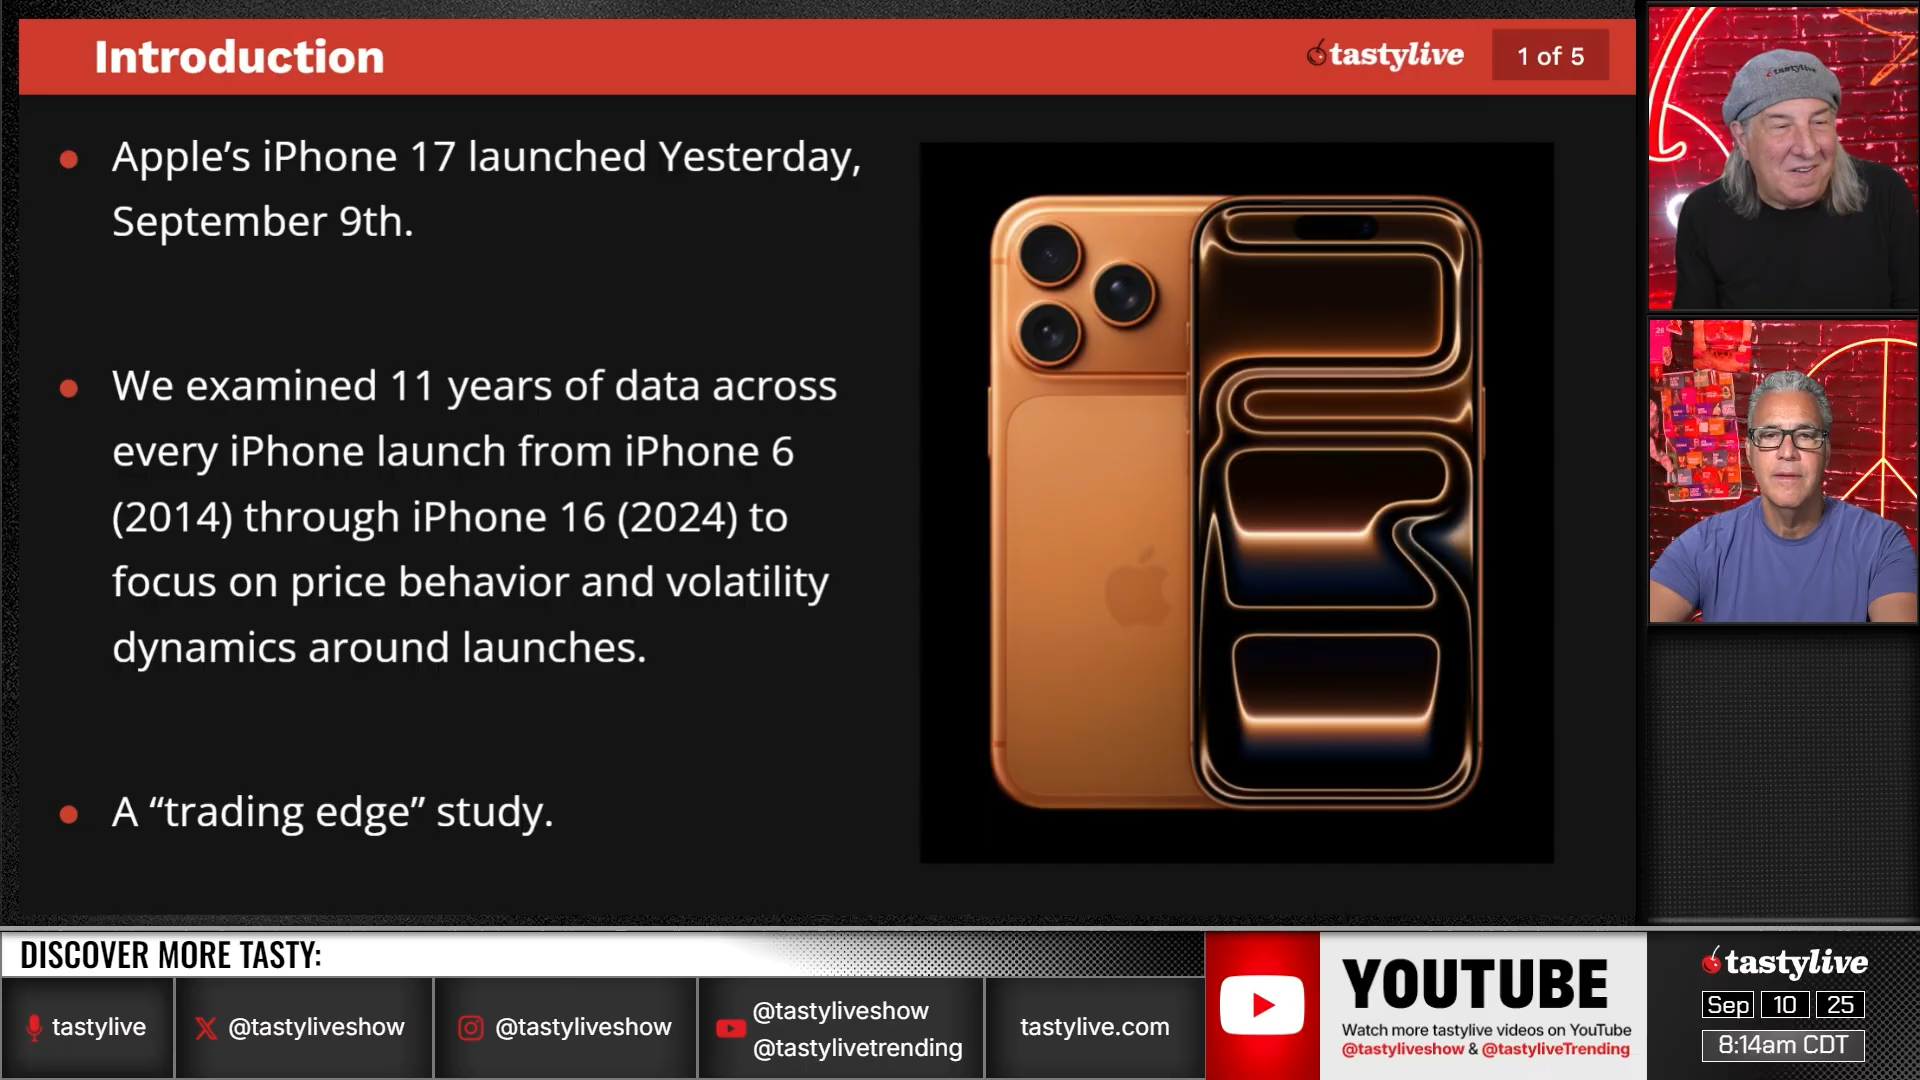 Introduction
tastylive
1 of 5
Apple’s iPhone 17 launched Yesterday,
September 9th.
We examined 11 years of data across
every iPhone launch from iPhone 6
(2014) through iPhone 16 (2024) to
focus on price behavior and volatility
dynamics around launches.
A “trading edge” study.
tastylive
DISCOVER MORE TASTY:
tastylive
@tastyliveshow
@tastyliveshow
@tastyliveshow
@tastylivetrending
tastylive.com
YOUTUBE
Watch more tastylive videos on YouTube
@tastyliveshow & @tastyliveTrending
tastylive
Sep 10 25
8:14am CDT